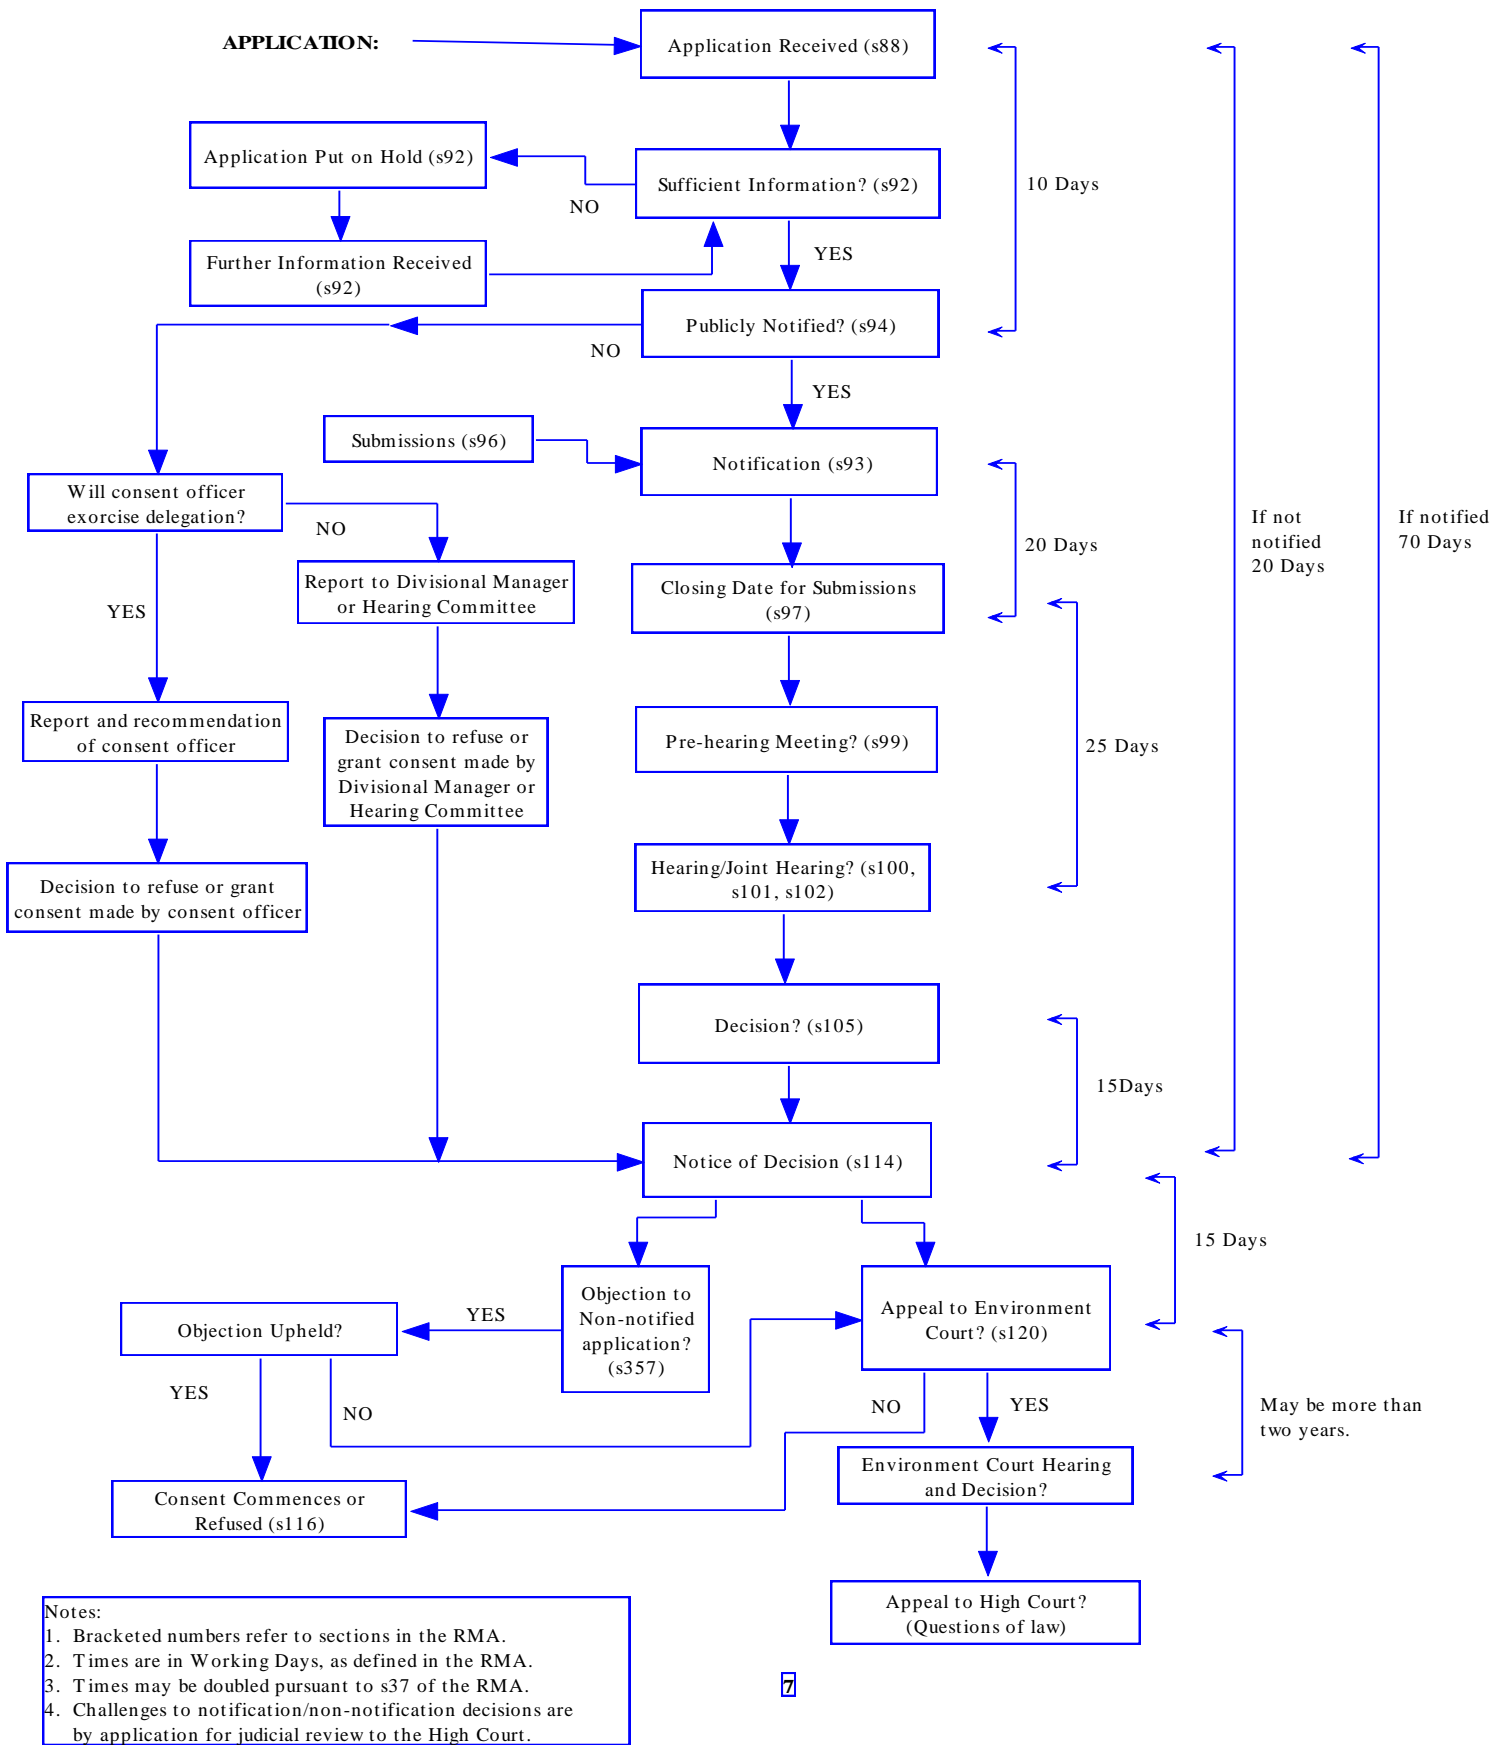 APPLICATION:
Application Received (s88)
Application Put on Hold (s92)
Sufficient Information? (s92)
10 Days
NO
Further Information Received
(s92)
YES
Publicly Notified? (s94)
NO
YES
Submissions (s96)
Notification (s93)
Will consent officer
exorcise delegation?
NO
20 Days
If not
notified
20 Days
If notified
70 Days
Report to Divisional Manager
or Hearing Committee
Closing Date for Submissions
(s97)
YES
Report and recommendation
of consent officer
Decision to refuse or
grant consent made by
Divisional Manager or
Hearing Committee
Pre-hearing Meeting? (s99)
25 Days
Decision to refuse or grant
consent made by consent officer
Hearing/Joint Hearing? (s100,
s101, s102)
Decision? (s105)
15Days
Notice of Decision (s114)
15 Days
Objection to
Non-notified
application?
(s357)
Appeal to Environment
Court? (s120)
YES
Objection Upheld?
YES
NO
NO
YES
May be more than
two years.
Environment Court Hearing
and Decision?
Consent Commences or
Refused (s116)
Appeal to High Court?
(Questions of law)
Notes:
1. Bracketed numbers refer to sections in the RMA.
2. Times are in Working Days, as defined in the RMA.
3. Times may be doubled pursuant to s37 of the RMA.
4. Challenges to notification/non-notification decisions are
by application for judicial review to the High Court.
7